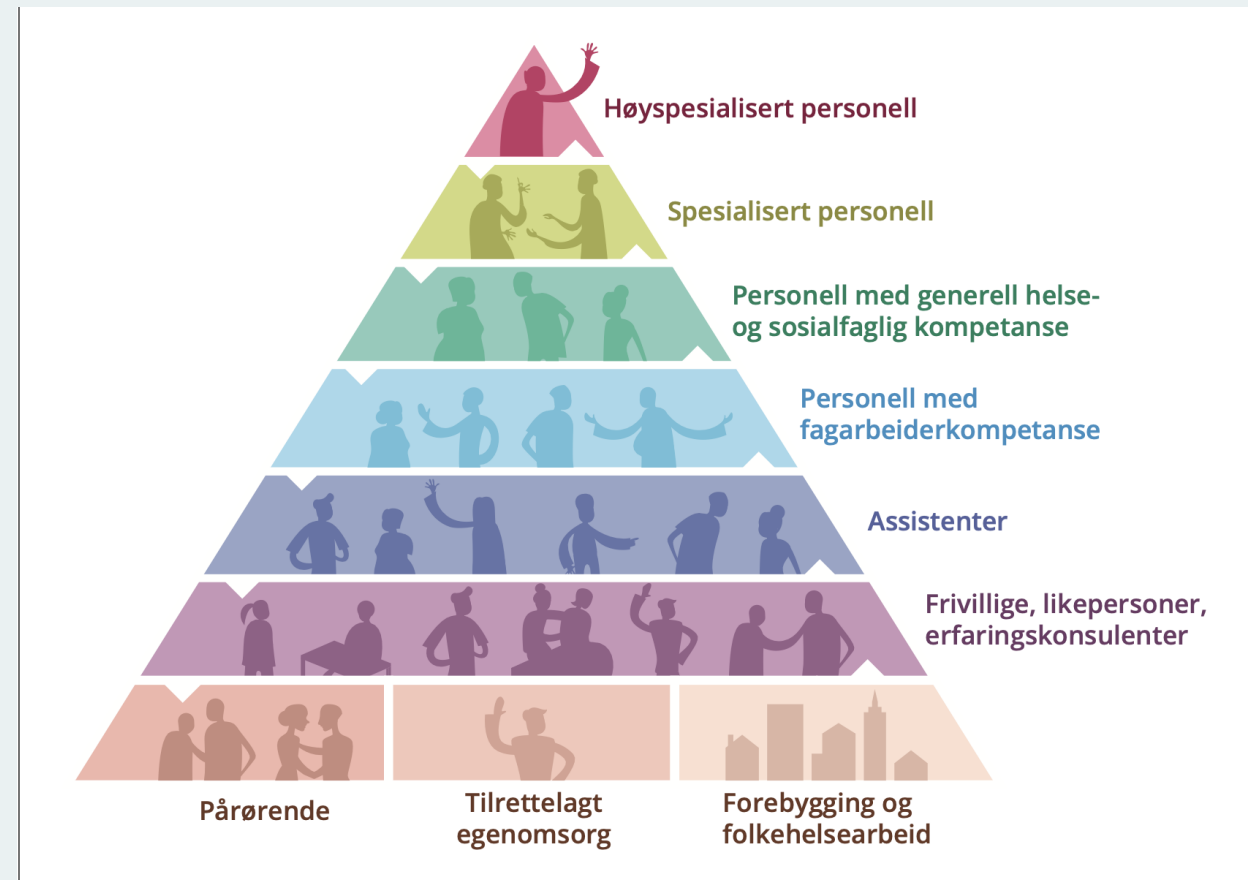 Høyspesialisert personell
Spesialisert personell
Personell med generell helse-
og sosialfaglig kompetanse
Personell med
fagarbeiderkompetanse
Assistenter
Frivillige, likepersoner,
erfaringskonsulenter
Pårørende
Tilrettelagt
egenomsorg
Forebygging og
folkehelsearbeid